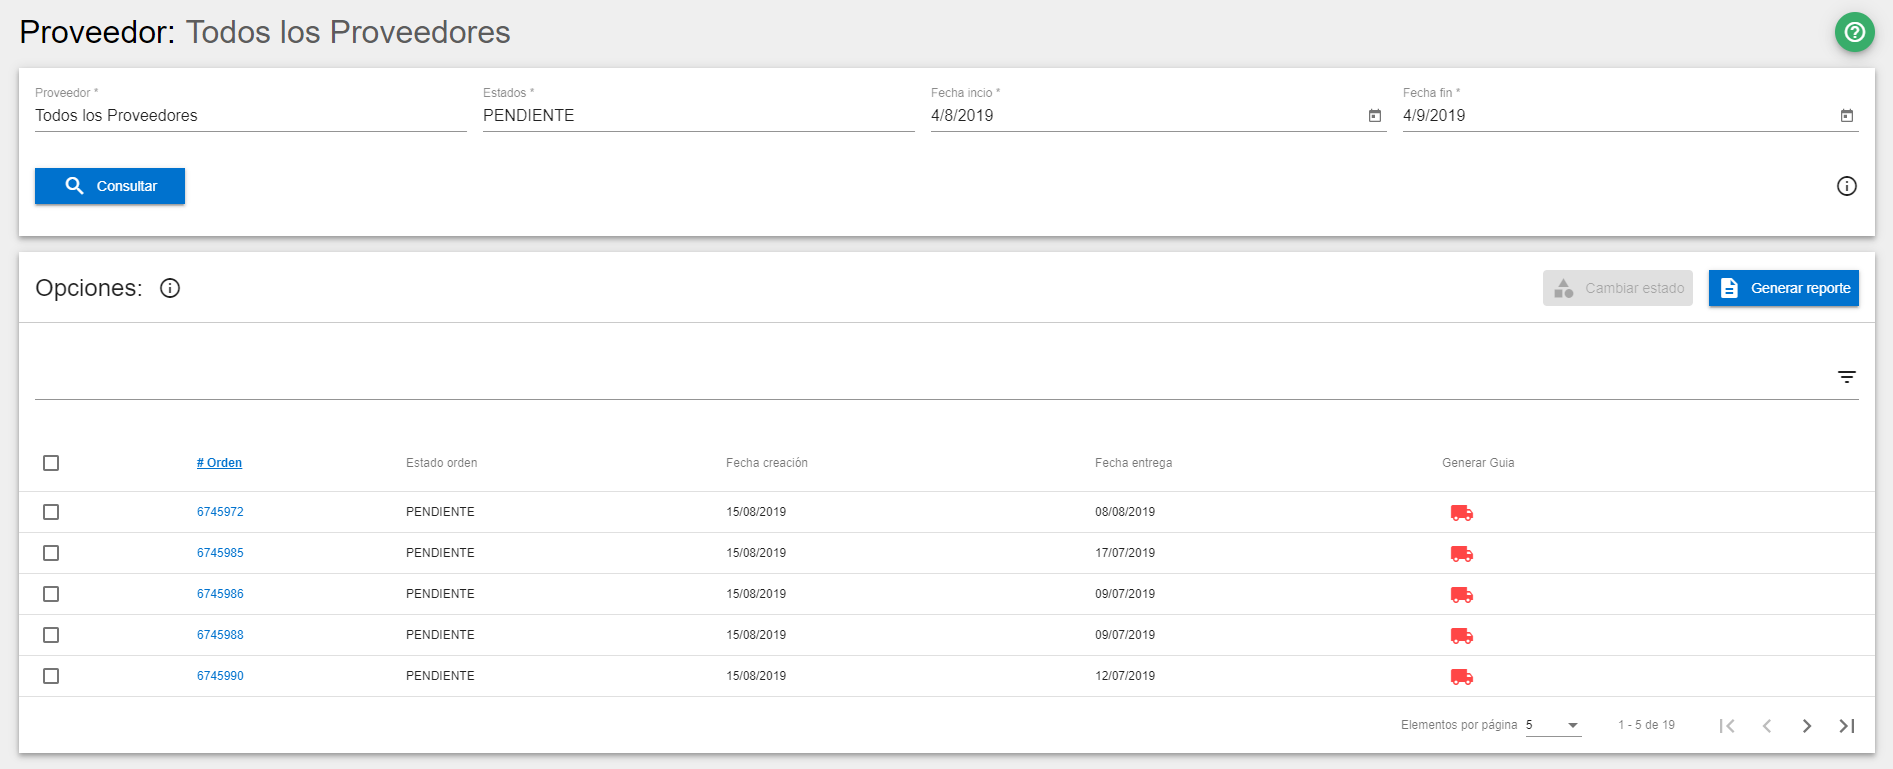 Proveedor: Todos los Proveedores
Proveedor * Estados * Fecha incio * Fecha fin *
Todos los Proveedores PENDIENTE 4/8/2019 4/9/2019
Consultar
Opciones: Cambiar estado Generar reporte
# Orden Estado orden Fecha creación Fecha entrega Generar Guia
6745972 PENDIENTE 15/08/2019 08/08/2019
6745985 PENDIENTE 15/08/2019 17/07/2019
6745986 PENDIENTE 15/08/2019 09/07/2019
6745988 PENDIENTE 15/08/2019 09/07/2019
6745990 PENDIENTE 15/08/2019 12/07/2019
Elementos por página 5 1 - 5 de 19